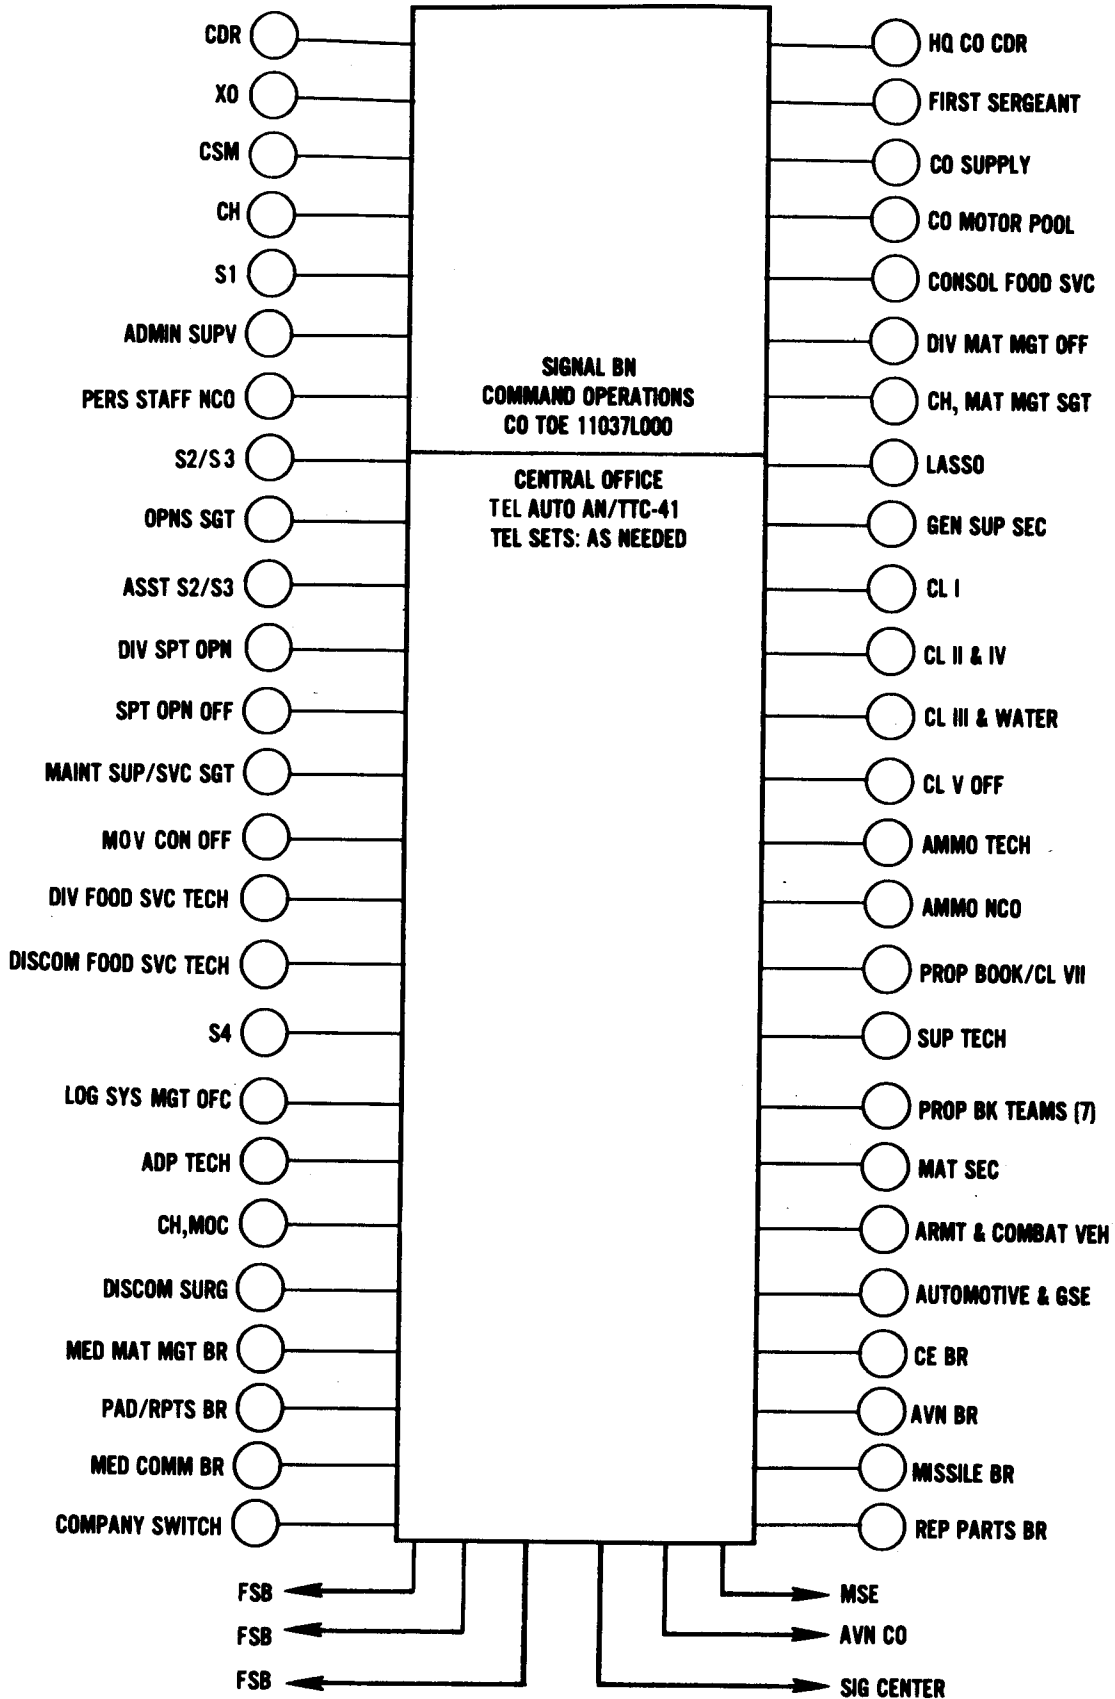 CDR
XO
CSM
CH
S1
ADMIN SUPV
PERS STAFF NCO
S2/S3
OPNS SGT
ASST S2/S3
DIV SPT OPN
SPT OPN OFF
MAINT SUP/SVC SGT
MOV CON OFF
DIV FOOD SVC TECH
DISCOM FOOD SVC TECH
S4
LOG SYS MGT OFC
ADP TECH
CH,MOC
DISCOM SURG
MED MAT MGT BR
PAD/RPTS BR
MED COMM BR
COMPANY SWITCH
SIGNAL BN
COMMAND OPERATIONS
CO TOE 11037L000
CENTRAL OFFICE
TEL AUTO AN/TTC-41
TEL SETS: AS NEEDED
HQ CO CDR
FIRST SERGEANT
CO SUPPLY
CO MOTOR POOL
CONSOL FOOD SVC
DIV MAT MGT OFF
CH, MAT MGT SGT
LASSO
GEN SUP SEC
CL I
CL II & IV
CL III & WATER
CL V OFF
AMMO TECH
AMMO NCO
PROP BOOK/CL VII
SUP TECH
PROP BK TEAMS (7)
MAT SEC
ARMT & COMBAT VEH
AUTOMOTIVE & GSE
CE BR
AVN BR
MISSILE BR
REP PARTS BR
FSB
FSB
FSB
MSE
AVN CO
SIG CENTER